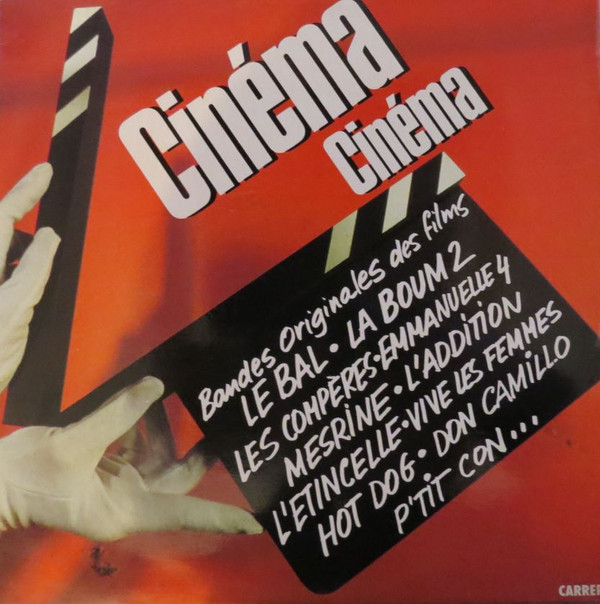 Cinéma
Cinéma
Bandes originales des films
LE BAL · LA BOUM 2
LES COMPÈRES · EMMANUELLE 4
MESRINE · L'ADDITION
L'ETINCELLE · VIVE LES FEMMES
HOT DOG · DON CAMILLO
P'TIT CON...
CARRER